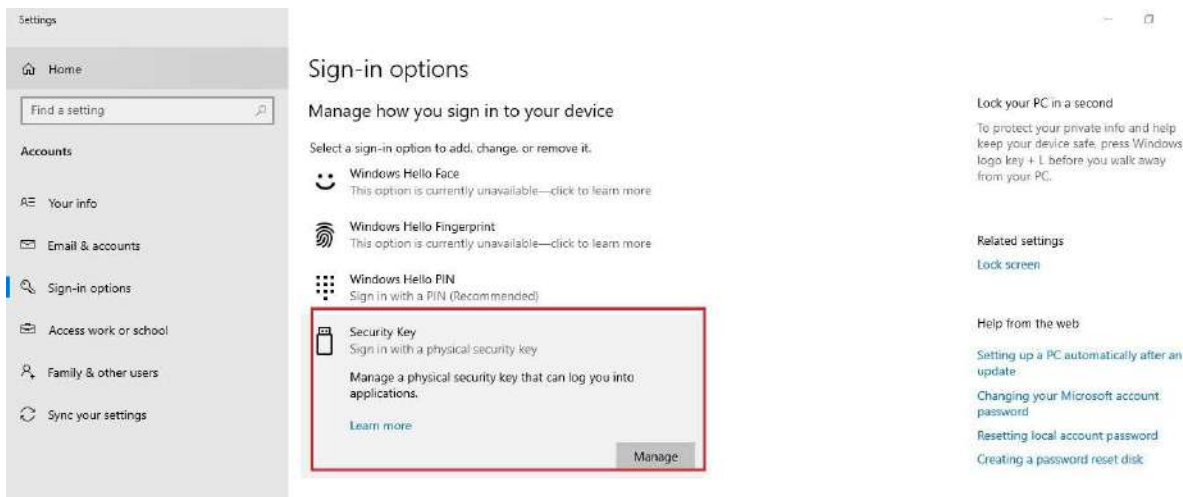 Settings
Home
Find a setting
Accounts
Your info
Email & accounts
Sign-in options
Access work or school
Family & other users
Sync your settings
Sign-in options
Manage how you sign in to your device
Select a sign-in option to add, change, or remove it.
Windows Hello Face
This option is currently unavailable—click to learn more
Windows Hello Fingerprint
This option is currently unavailable—click to learn more
Windows Hello PIN
Sign in with a PIN (Recommended)
Security Key
Sign in with a physical security key
Manage a physical security key that can log you into
applications.
Learn more
Manage
Lock your PC in a second
To protect your private info and help
keep your device safe, press Windows
logo key + L before you walk away
from your PC.
Related settings
Lock screen
Help from the web
Setting up a PC automatically after an
update
Changing your Microsoft account
password
Resetting local account password
Creating a password reset disk